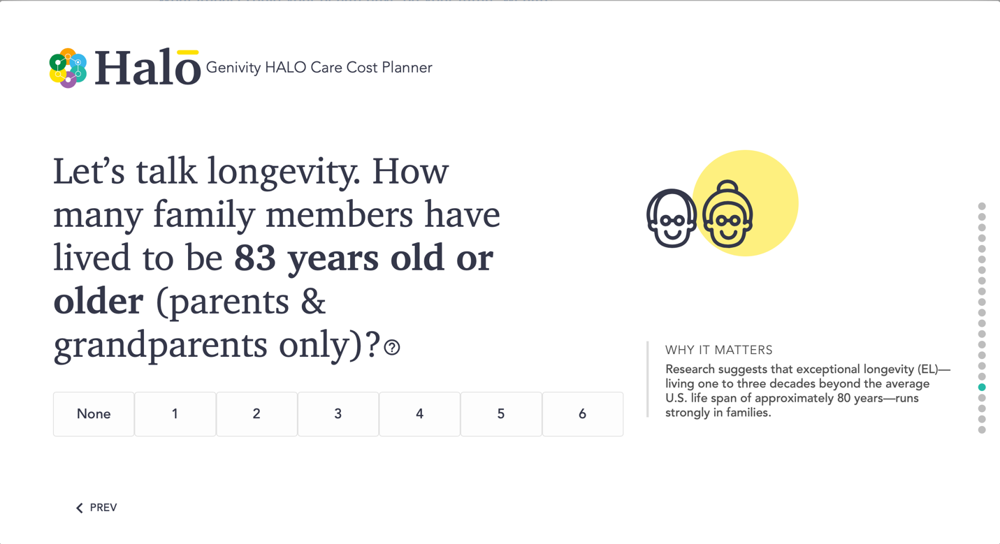 Halō Genivity HALO Care Cost Planner
Let’s talk longevity. How
many family members have
lived to be 83 years old or
older (parents &
grandparents only)?
WHY IT MATTERS
Research suggests that exceptional longevity (EL)—
living one to three decades beyond the average
U.S. life span of approximately 80 years—runs
strongly in families.
None 1 2 3 4 5 6
PREV